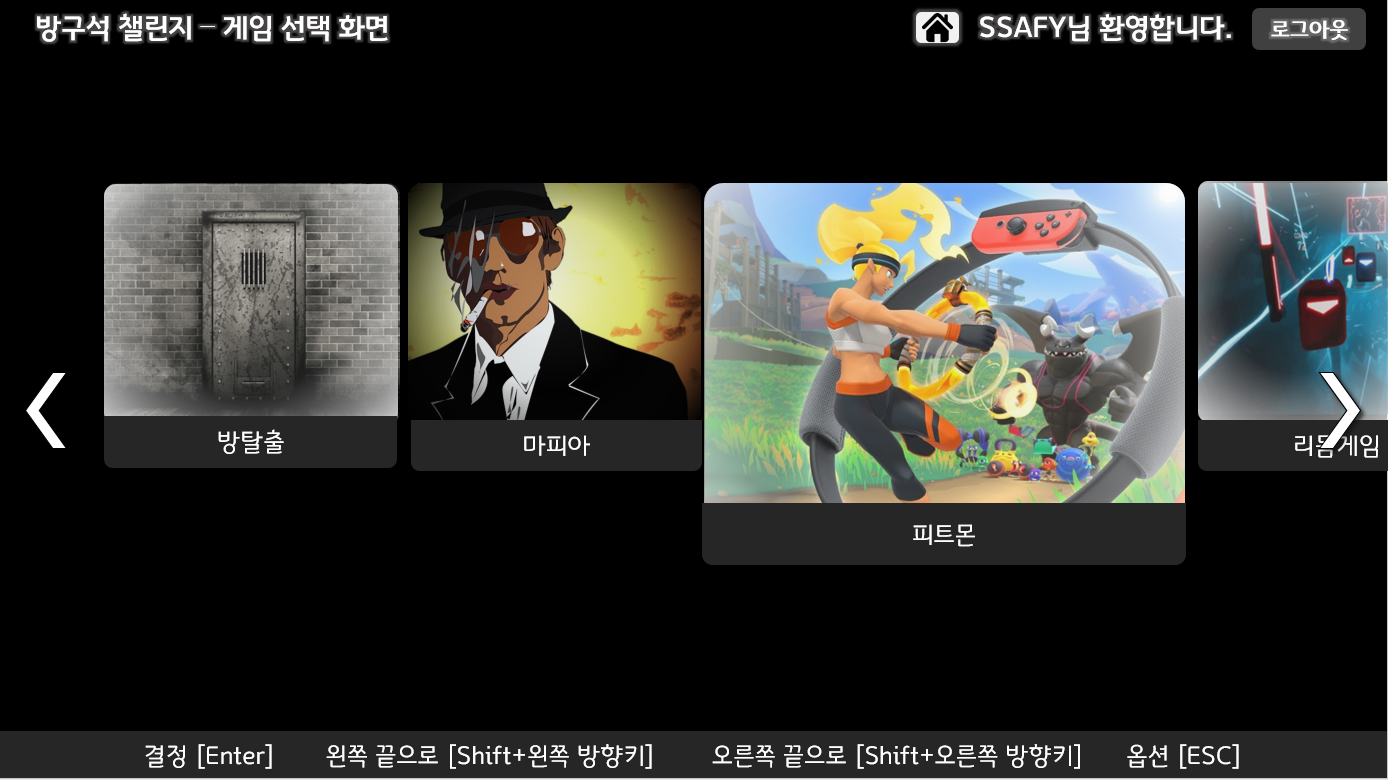 방구석 챌린지 – 게임 선택 화면
SSAFY님 환영합니다.
로그아웃
방탈출
마피아
피트몬
리듬게임
결정 [Enter]
왼쪽 끝으로 [Shift+왼쪽 방향키]
오른쪽 끝으로 [Shift+오른쪽 방향키]
옵션 [ESC]